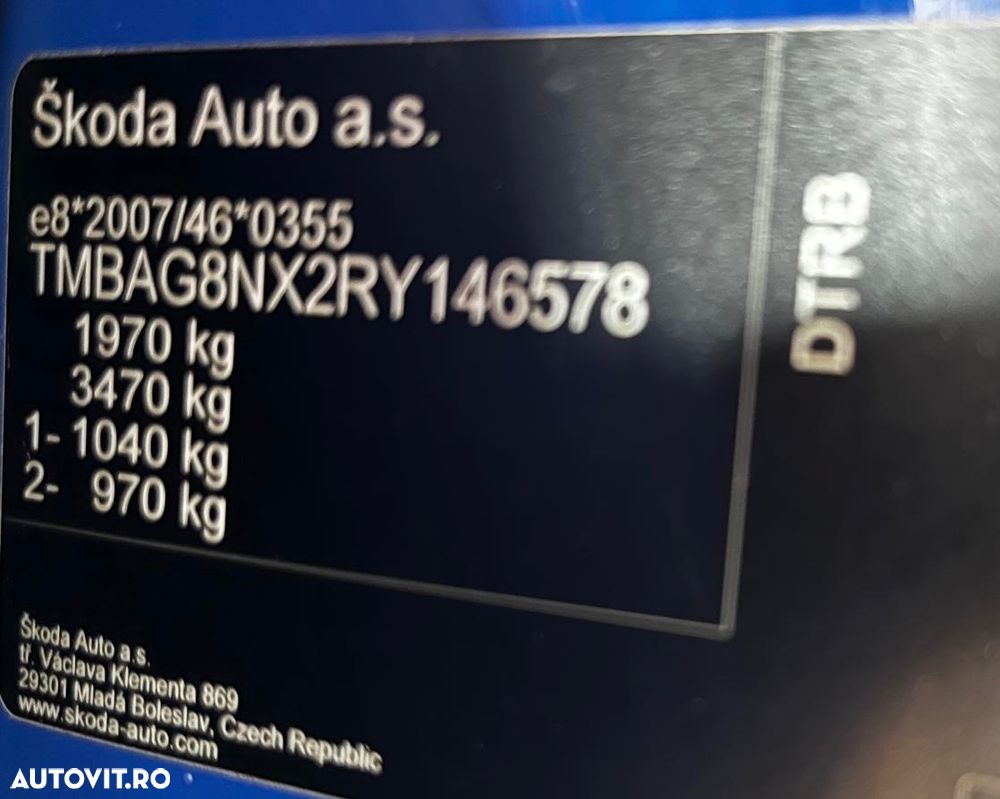 Škoda Auto a.s.
e8*2007/46*0355
TMBAG8NX2RY146578
1970 kg
3470 kg
1- 1040 kg
2- 970 kg
DTRB
Škoda Auto a.s.
tř. Václava Klementa 869
29301 Mladá Boleslav, Czech Republic
www.skoda-auto.com
AUTOVIT.RO